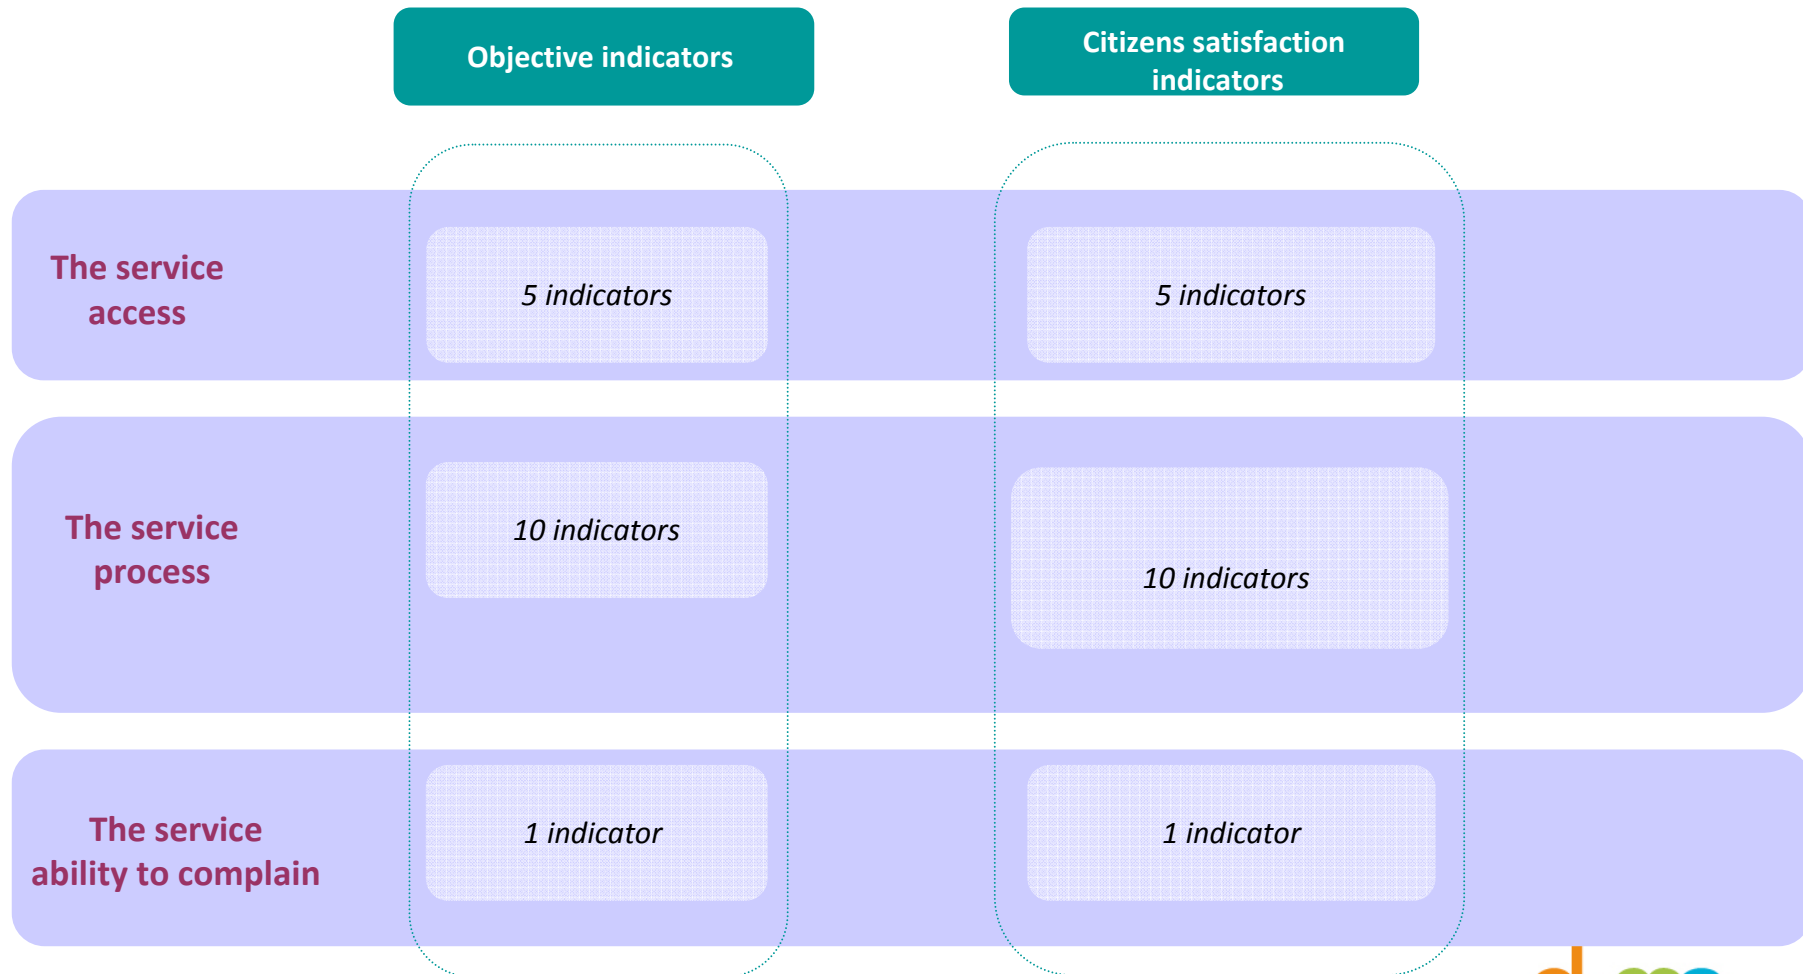 Objective indicators
Citizens satisfaction
indicators
The service
access
5 indicators
5 indicators
The service
process
10 indicators
10 indicators
The service
ability to complain
1 indicator
1 indicator